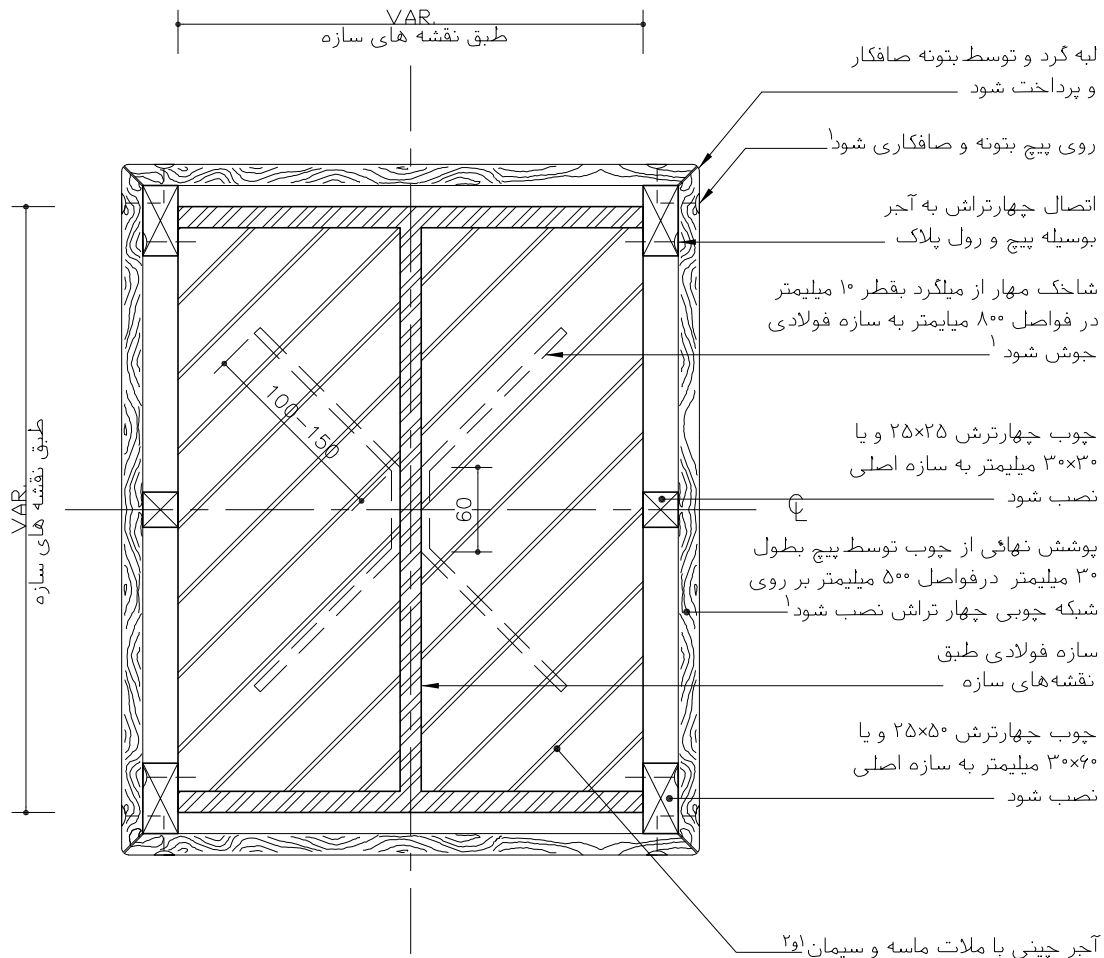 VAR.
طبق نقشه های سازه
لبه گرد و توسط بتونه صافکار
و پرداخت شود
روی پیچ بتونه و صافکاری شود۱
اتصال چهارتراش به آجر
بوسیله پیچ و رول پلاک
شاخک مهار از میلگرد بقطر ۱۰ میلیمتر
در فواصل ۸۰۰ میایمتر به سازه فولادی
جوش شود ۱
100-150
چوب چهارترش ۲۵×۲۵ و یا
۳۰×۳۰ میلیمتر به سازه اصلی
نصب شود
60
℄
VAR.
طبق نقشه های سازه
پوشش نهائی از چوب توسط پیچ بطول
۳۰ میلیمتر درفواصل ۵۰۰ میلیمتر بر روی
شبکه چوبی چهار تراش نصب شود۱
سازه فولادی طبق
نقشه‌های سازه
چوب چهارترش ۵۰×۲۵ و یا
۳۰×۶۰ میلیمتر به سازه اصلی
نصب شود
آجر چینی با ملات ماسه و سیمان ۱و۲